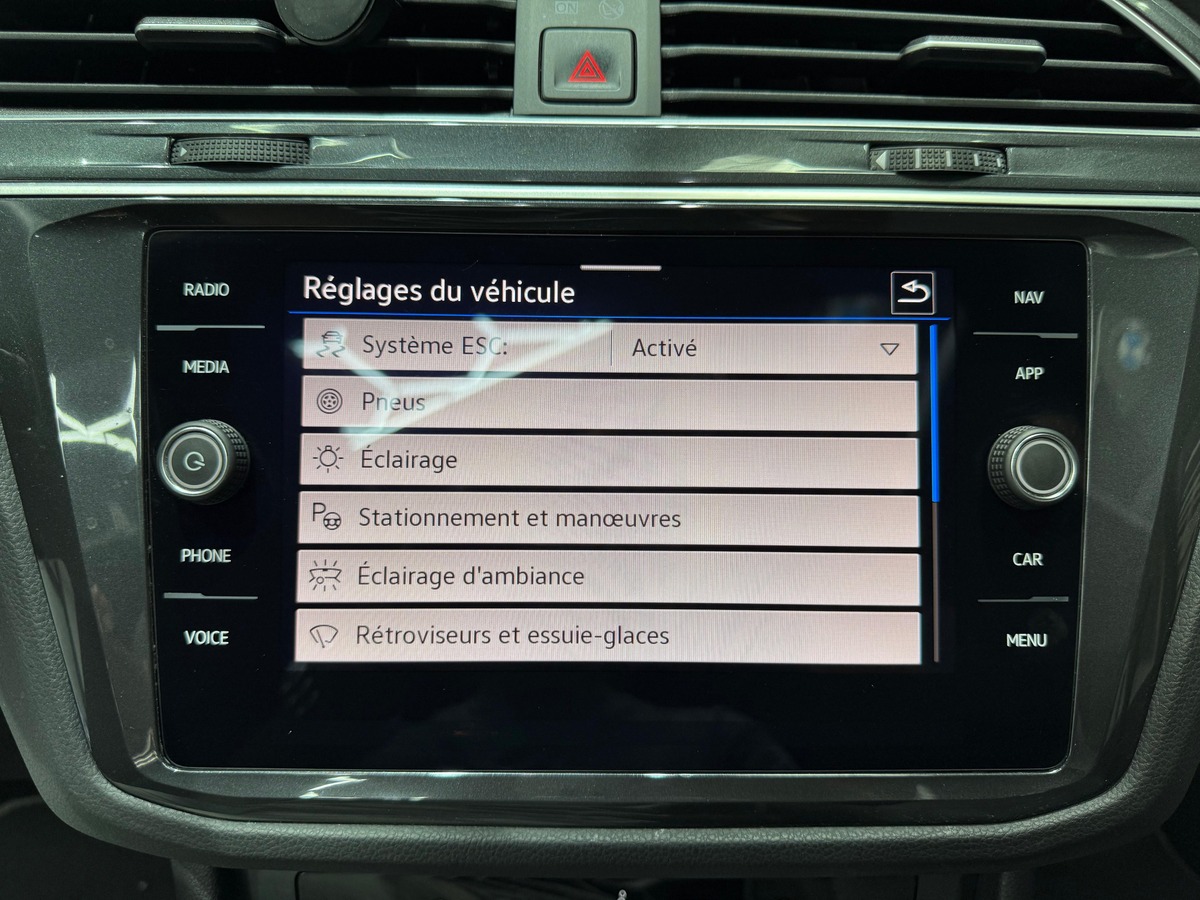 ON
RADIO
MEDIA
PHONE
VOICE
Réglages du véhicule
Système ESC: Activé
Pneus
Éclairage
P Stationnement et manœuvres
Éclairage d'ambiance
Rétroviseurs et essuie-glaces
NAV
APP
CAR
MENU